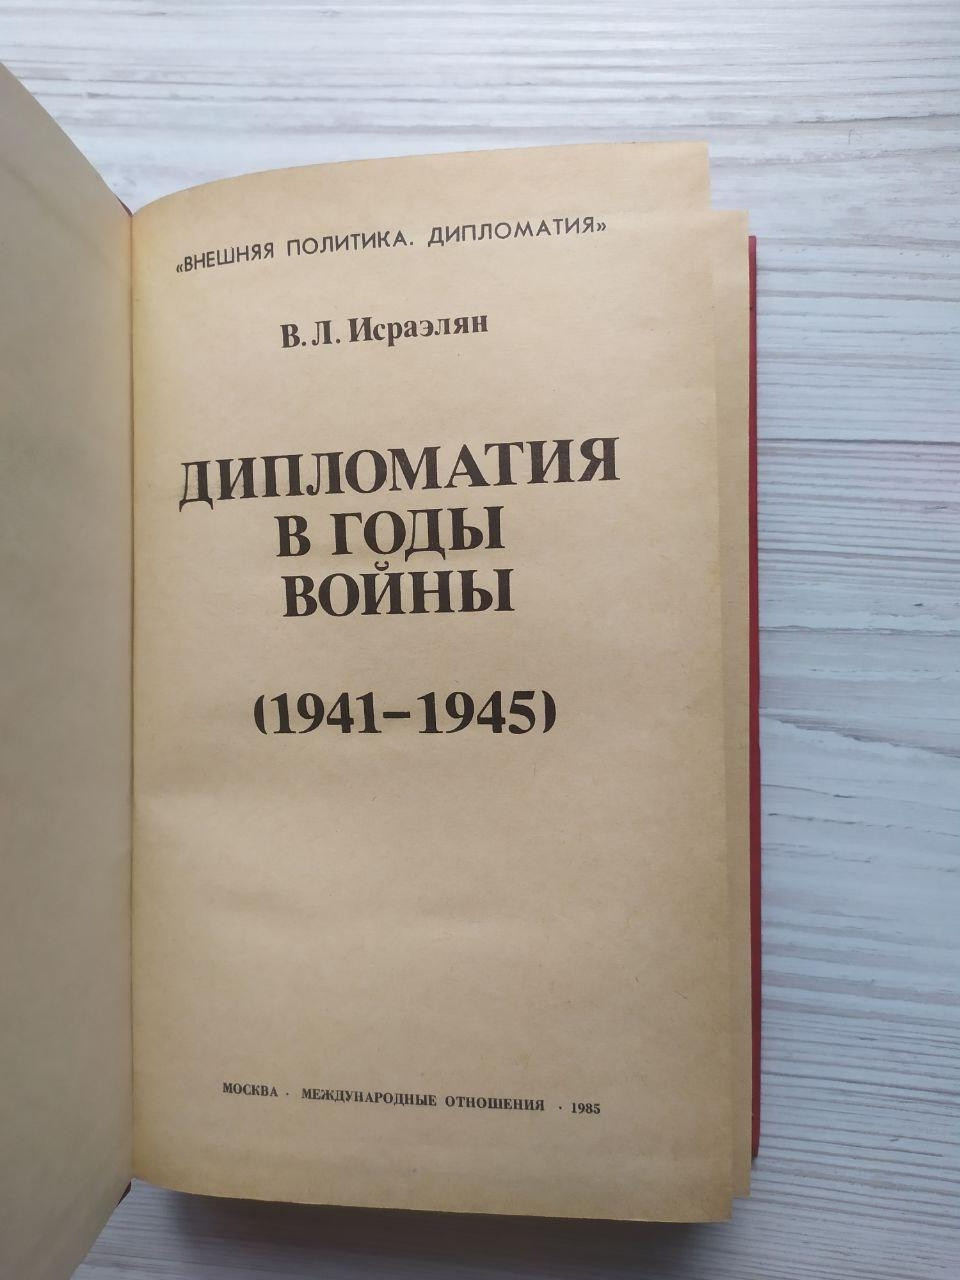 «ВНЕШНЯЯ ПОЛИТИКА. ДИПЛОМАТИЯ»
В. Л. Исраэлян
ДИПЛОМАТИЯ
В ГОДЫ
ВОЙНЫ
(1941–1945)
МОСКВА · МЕЖДУНАРОДНЫЕ ОТНОШЕНИЯ · 1985